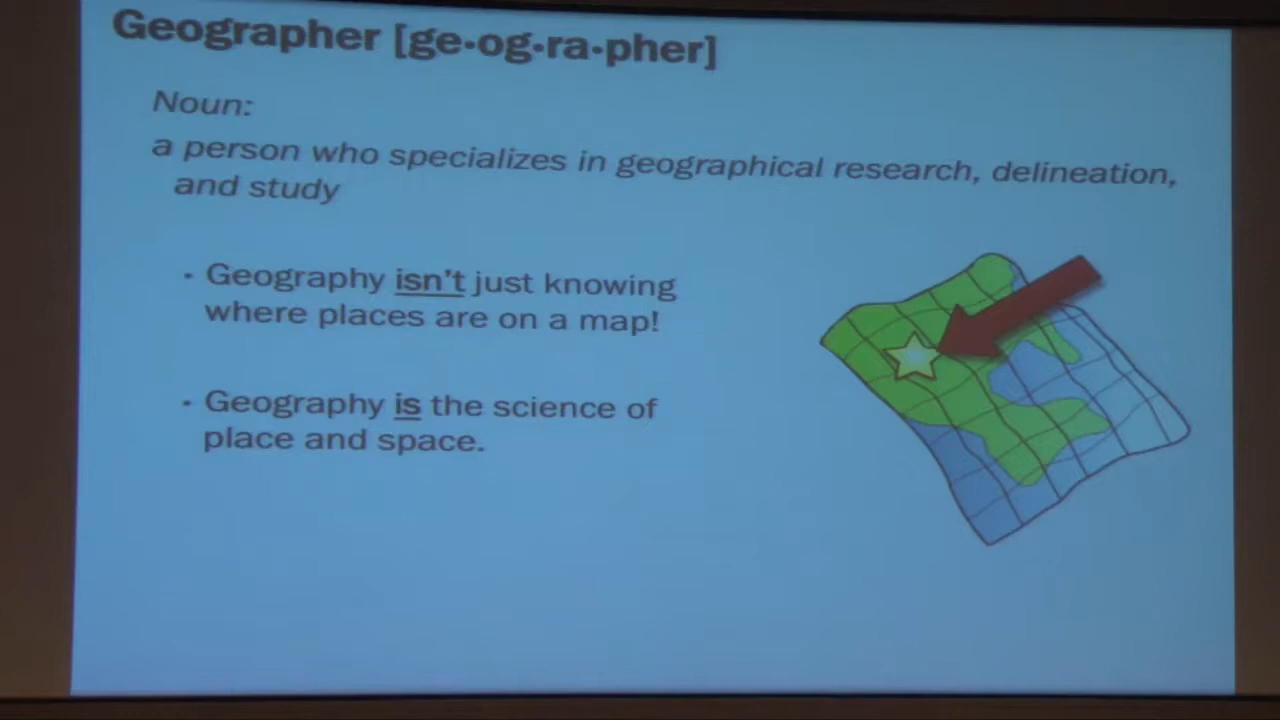 Geographer [ge•og•ra•pher]
Noun:
a person who specializes in geographical research, delineation,
and study
• Geography isn't just knowing
where places are on a map!
• Geography is the science of
place and space.